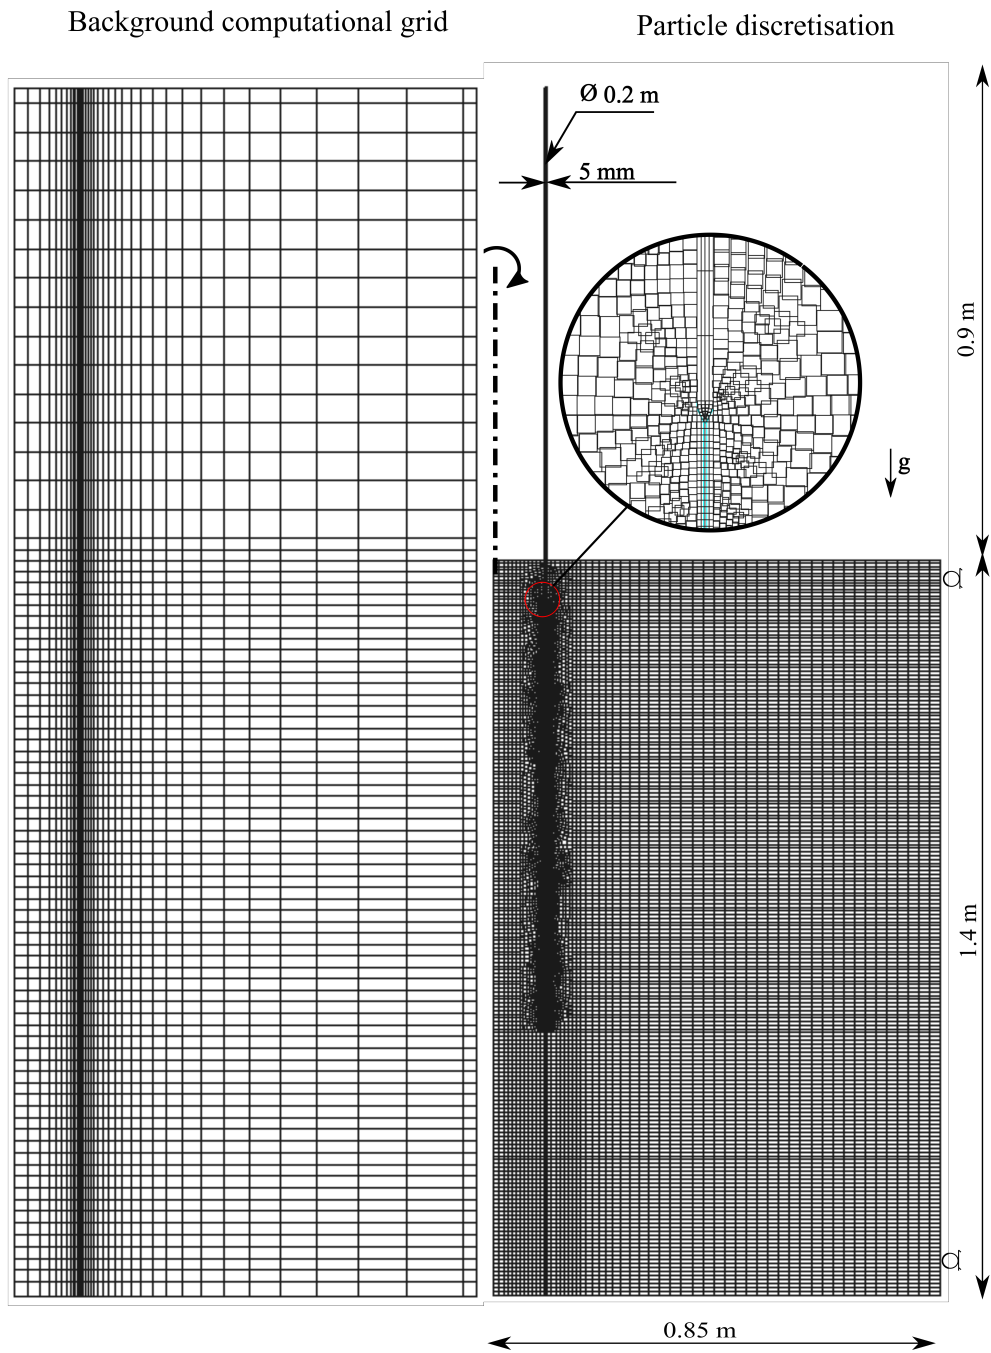 Background computational grid
Particle discretisation
Ø 0.2 m
5 mm
0.9 m
g
1.4 m
0.85 m